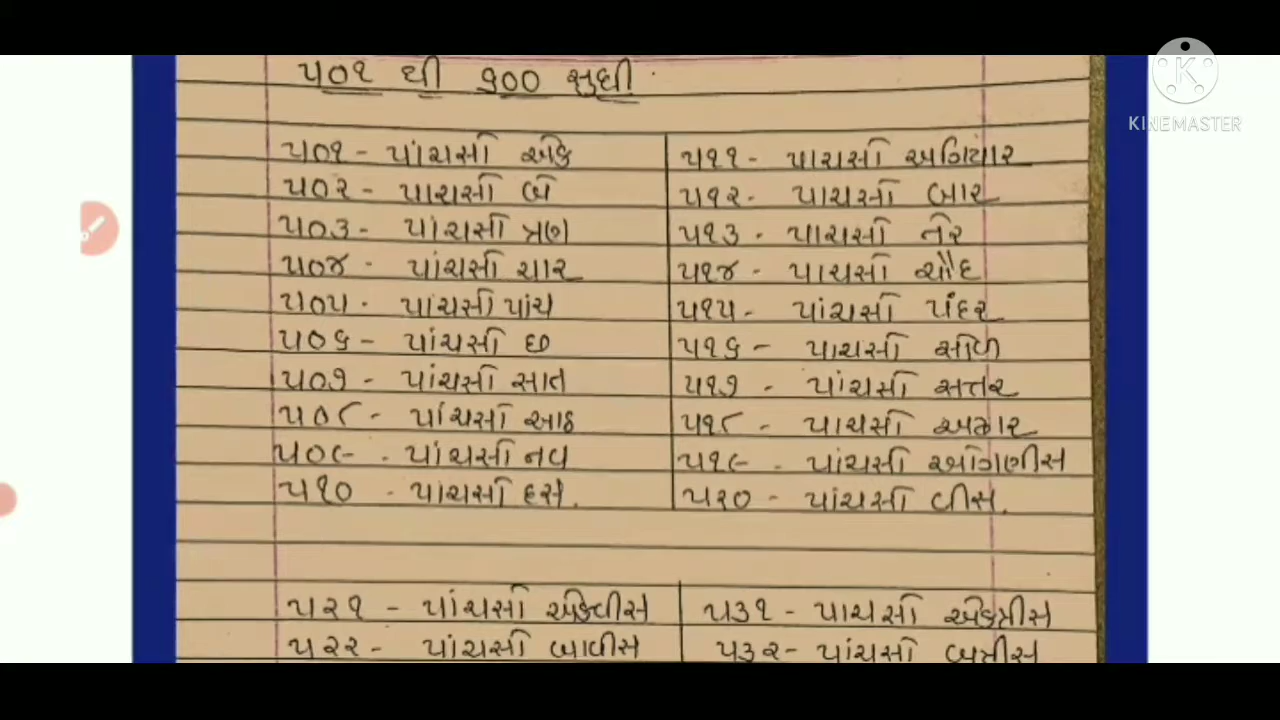 ૫૦૧ થી ૬૦૦ સુધી
૫૦૧ - પાંચસો એક
૫૦૨ - પાચસો બે
૫૦૩ - પાંચસો ત્રણ
૫૦૪ - પાંચસો ચાર
૫૦૫ - પાંચસો પાંચ
૫૦૬ - પાંચસો છ
૫૦૭ - પાંચસો સાત
૫૦૮ - પાંચસો આઠ
૫૦૯ - પાંચસો નવ
૫૧૦ - પાચસો દસ.
૫૧૧ - પાચસો અગિયાર
૫૧૨ - પાચસો બાર
૫૧૩ - પાચસો તેર
૫૧૪ - પાચસો ચૌદ
૫૧૫ - પાંચસો પંદર
૫૧૬ - પાચસો સોળ
૫૧૭ - પાંચસો સત્તર
૫૧૮ - પાચસો અઢાર
૫૧૯ - પાંચસો ઓગણીસ
૫૨૦ - પાંચસો વીસ.
૫૨૧ - પાંચસો એકવીસ
૫૨૨ - પાંચસો બાવીસ
૫૩૧ - પાચસો એકત્રીસ
૫૩૨ - પાંચસો બત્રીસ
KINEMASTER